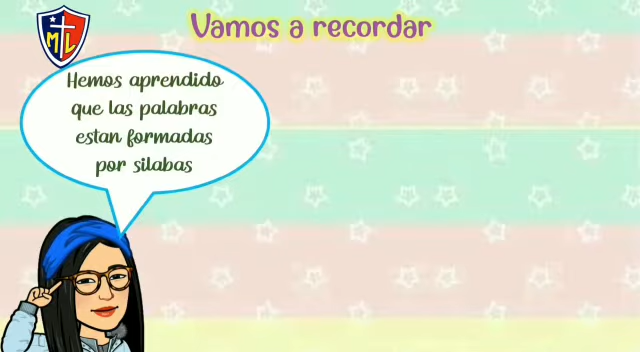 Vamos a recordar
M L
Hemos aprendido
que las palabras
estan formadas
por silabas